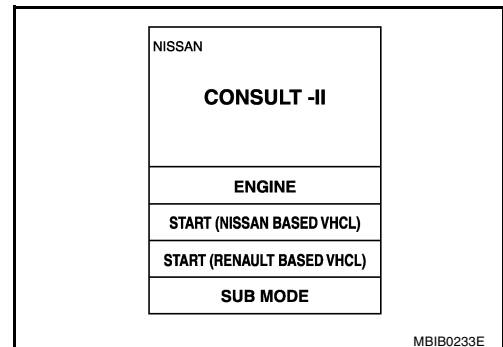 NISSAN
CONSULT -II
ENGINE
START (NISSAN BASED VHCL)
START (RENAULT BASED VHCL)
SUB MODE
MBIB0233E